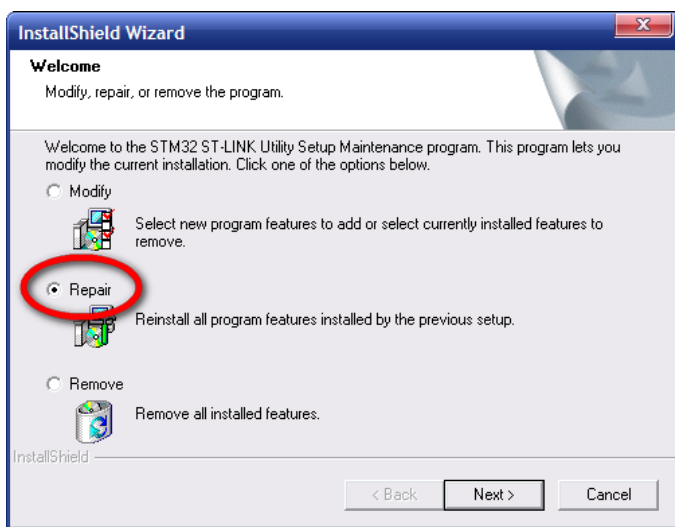 InstallShield Wizard
Welcome
Modify, repair, or remove the program.
Welcome to the STM32 ST-LINK Utility Setup Maintenance program. This program lets you
modify the current installation. Click one of the options below.
Modify
Select new program features to add or select currently installed features to
remove.
Repair
Reinstall all program features installed by the previous setup.
Remove
Remove all installed features.
InstallShield
< Back
Next >
Cancel